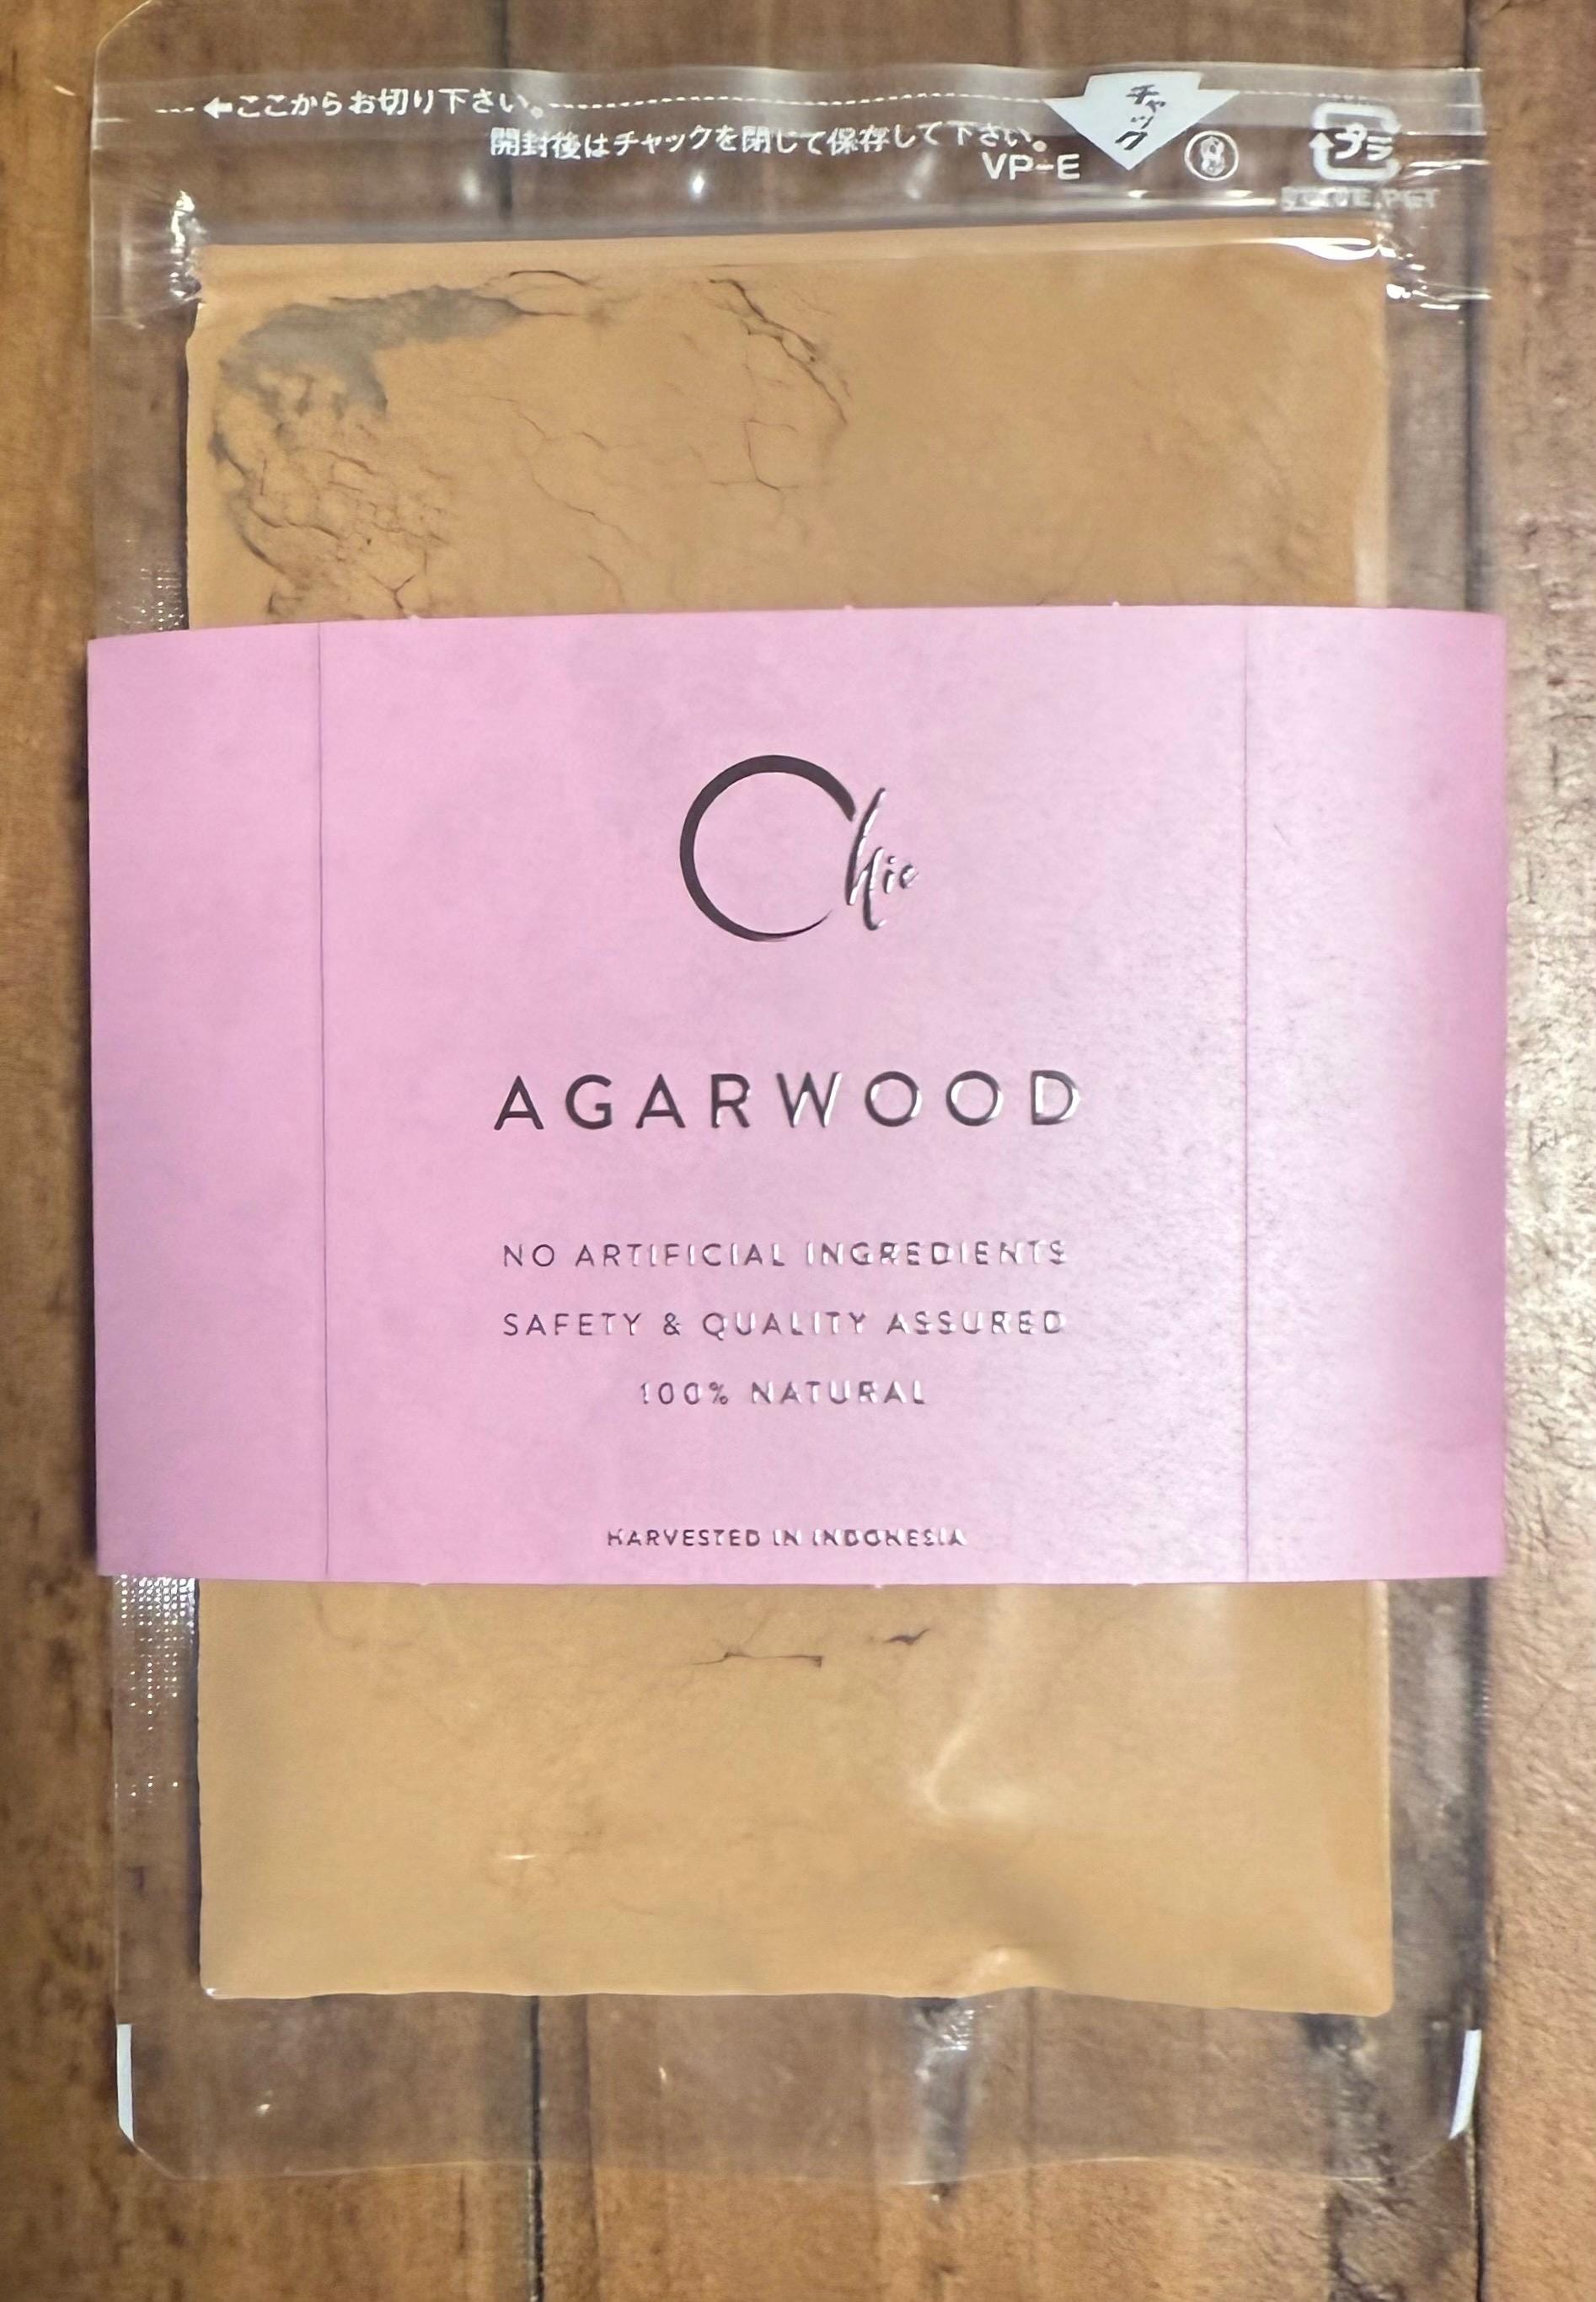 ←ここからお切り下さい。
開封後はチャックを閉じて保存して下さい。
チャック
VP-E
プラ
Chie
AGARWOOD
NO ARTIFICIAL INGREDIENTS
SAFETY & QUALITY ASSURED
100% NATURAL
HARVESTED IN INDONESIA